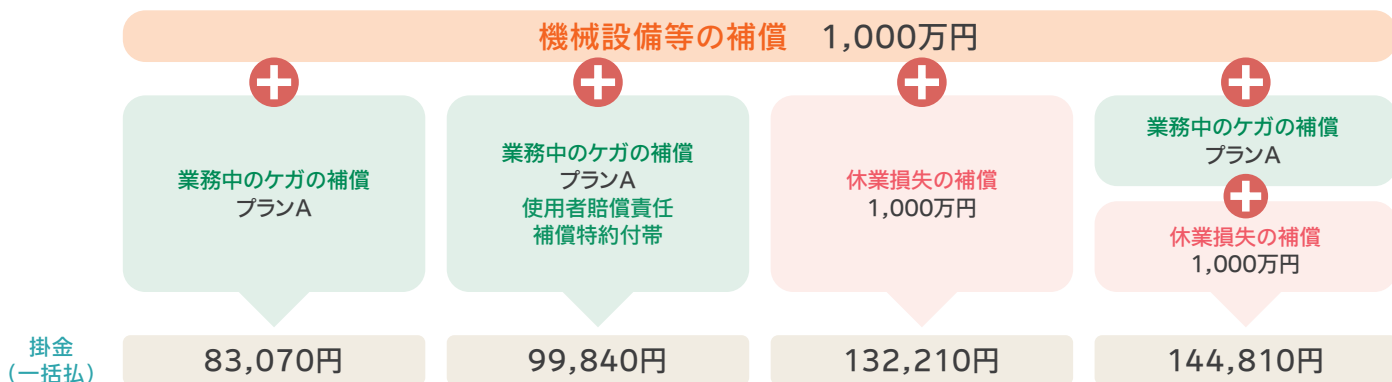 機械設備等の補償　1,000万円
業務中のケガの補償
プランA
業務中のケガの補償
プランA
使用者賠償責任
補償特約付帯
休業損失の補償
1,000万円
業務中のケガの補償
プランA
休業損失の補償
1,000万円
掛金
(一括払)
83,070円
99,840円
132,210円
144,810円